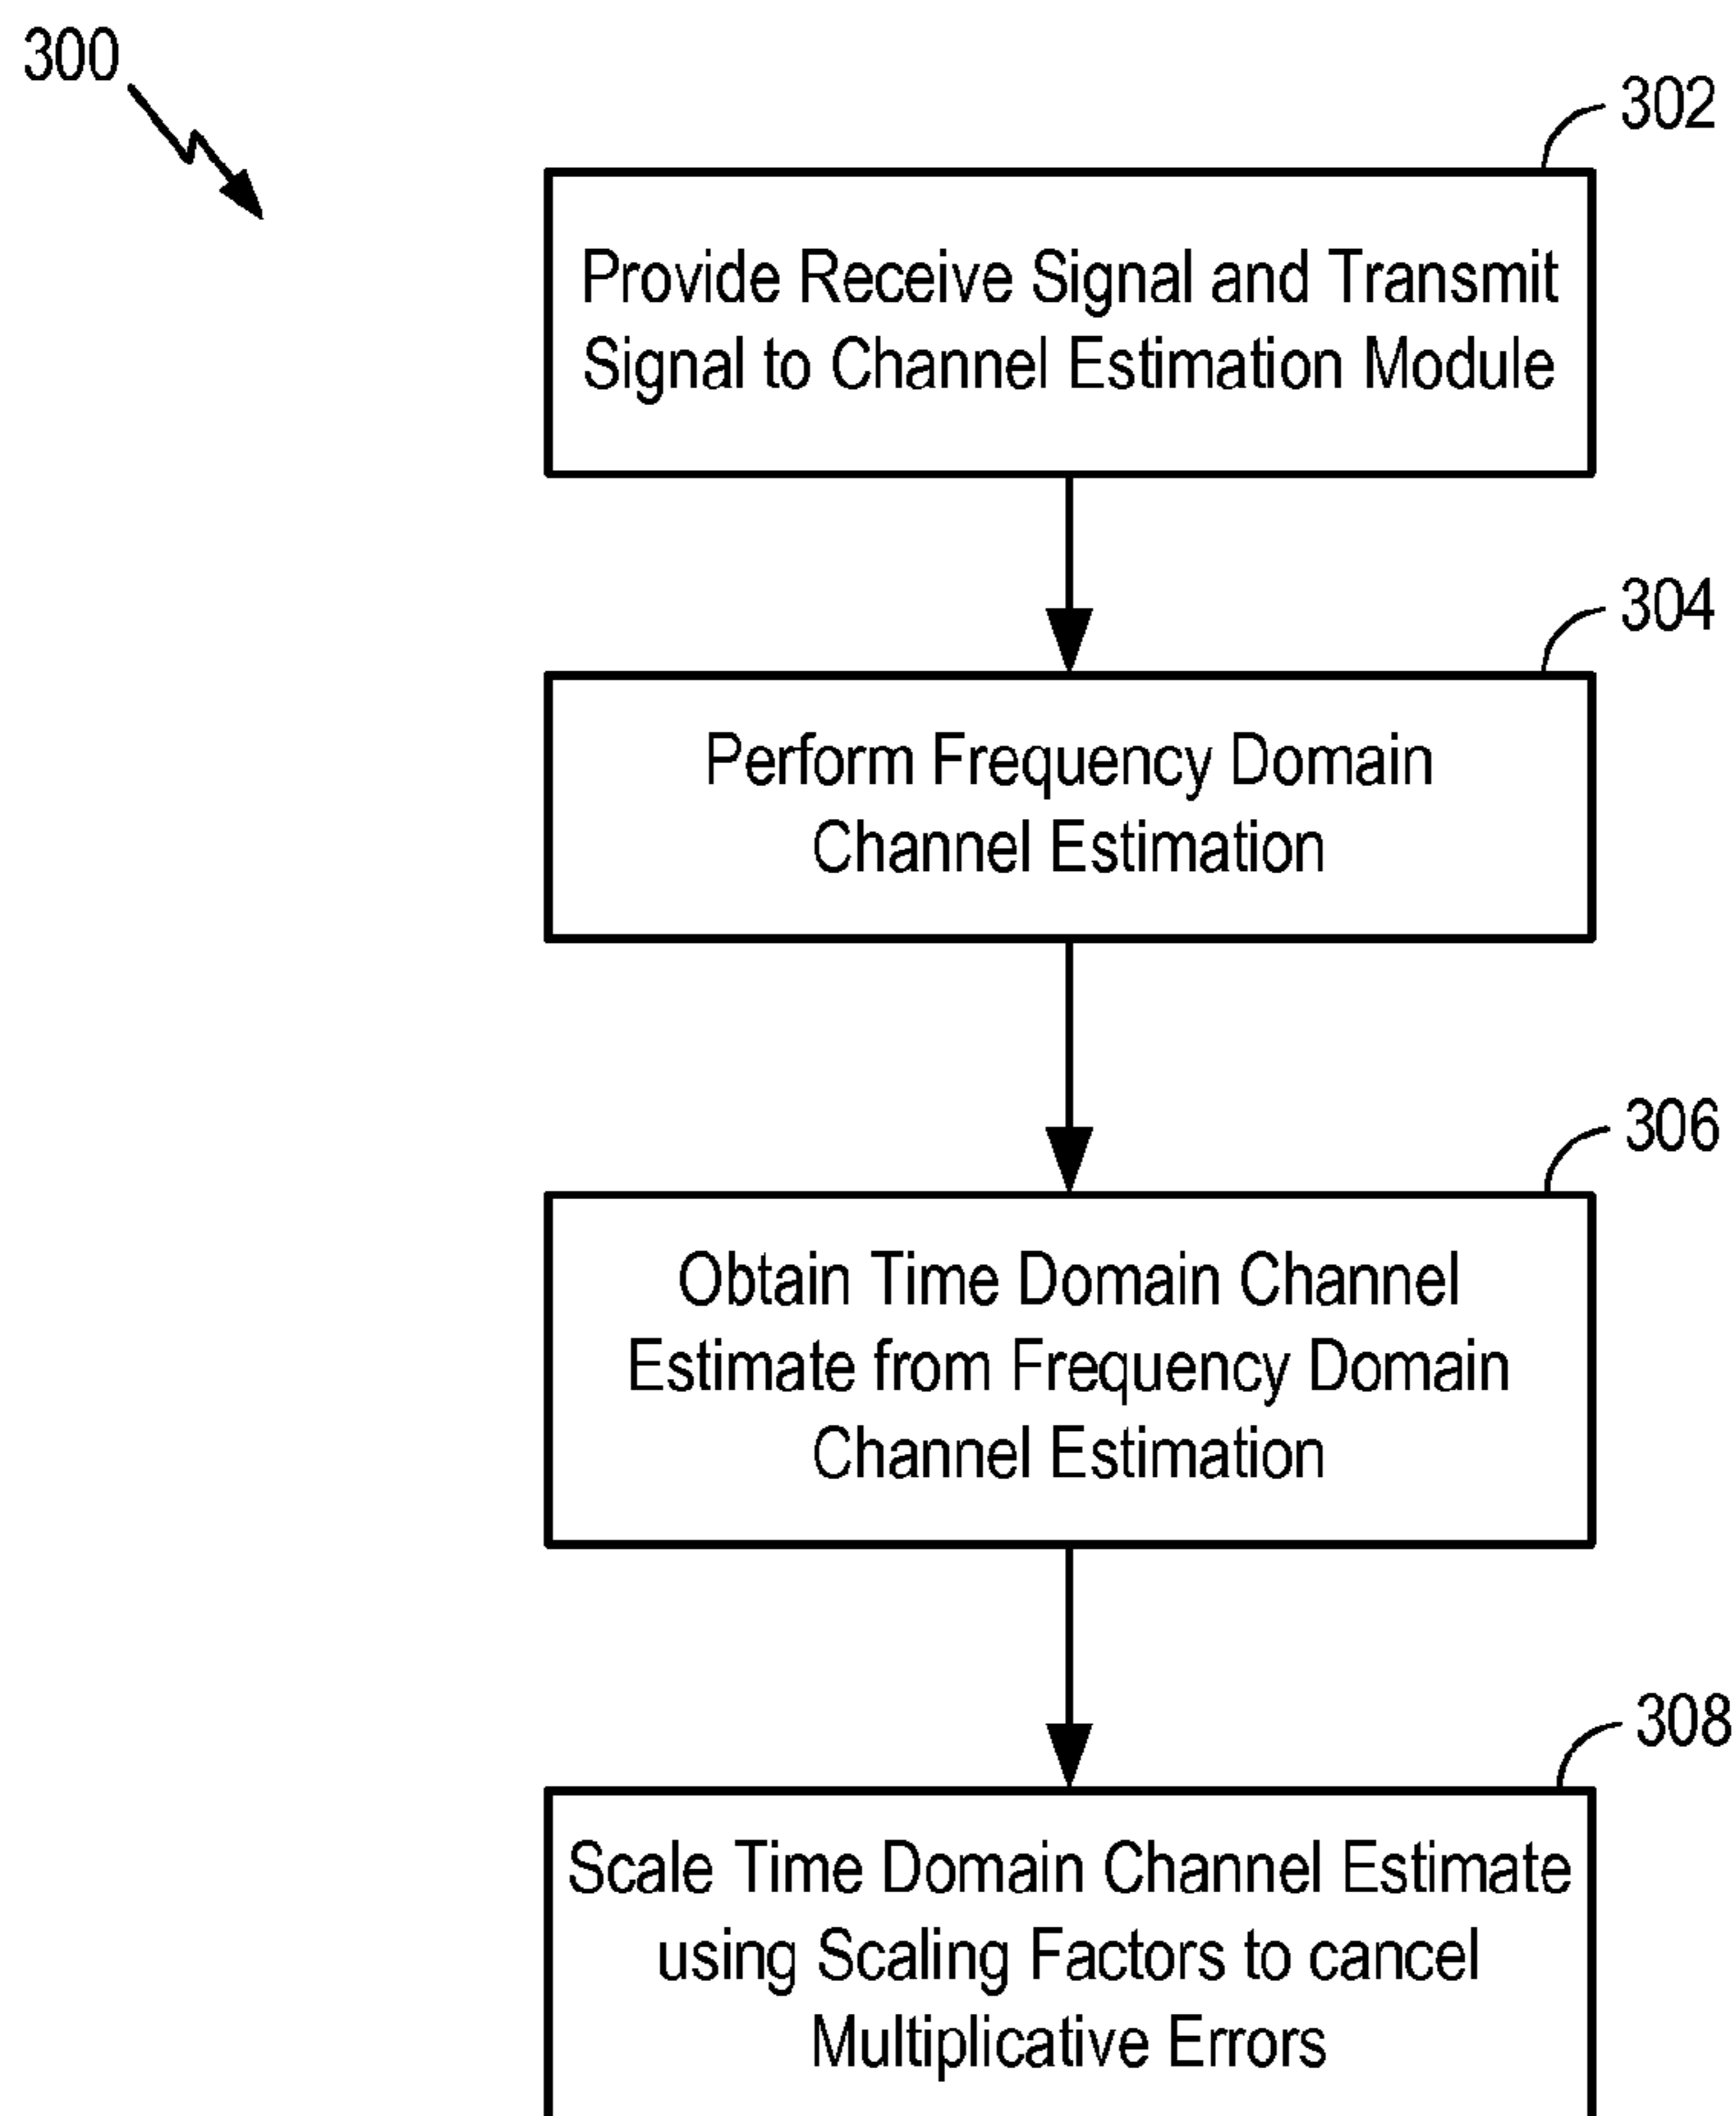 300
302
Provide Receive Signal and Transmit
Signal to Channel Estimation Module
304
Perform Frequency Domain
Channel Estimation
306
Obtain Time Domain Channel
Estimate from Frequency Domain
Channel Estimation
308
Scale Time Domain Channel Estimate
using Scaling Factors to cancel
Multiplicative Errors